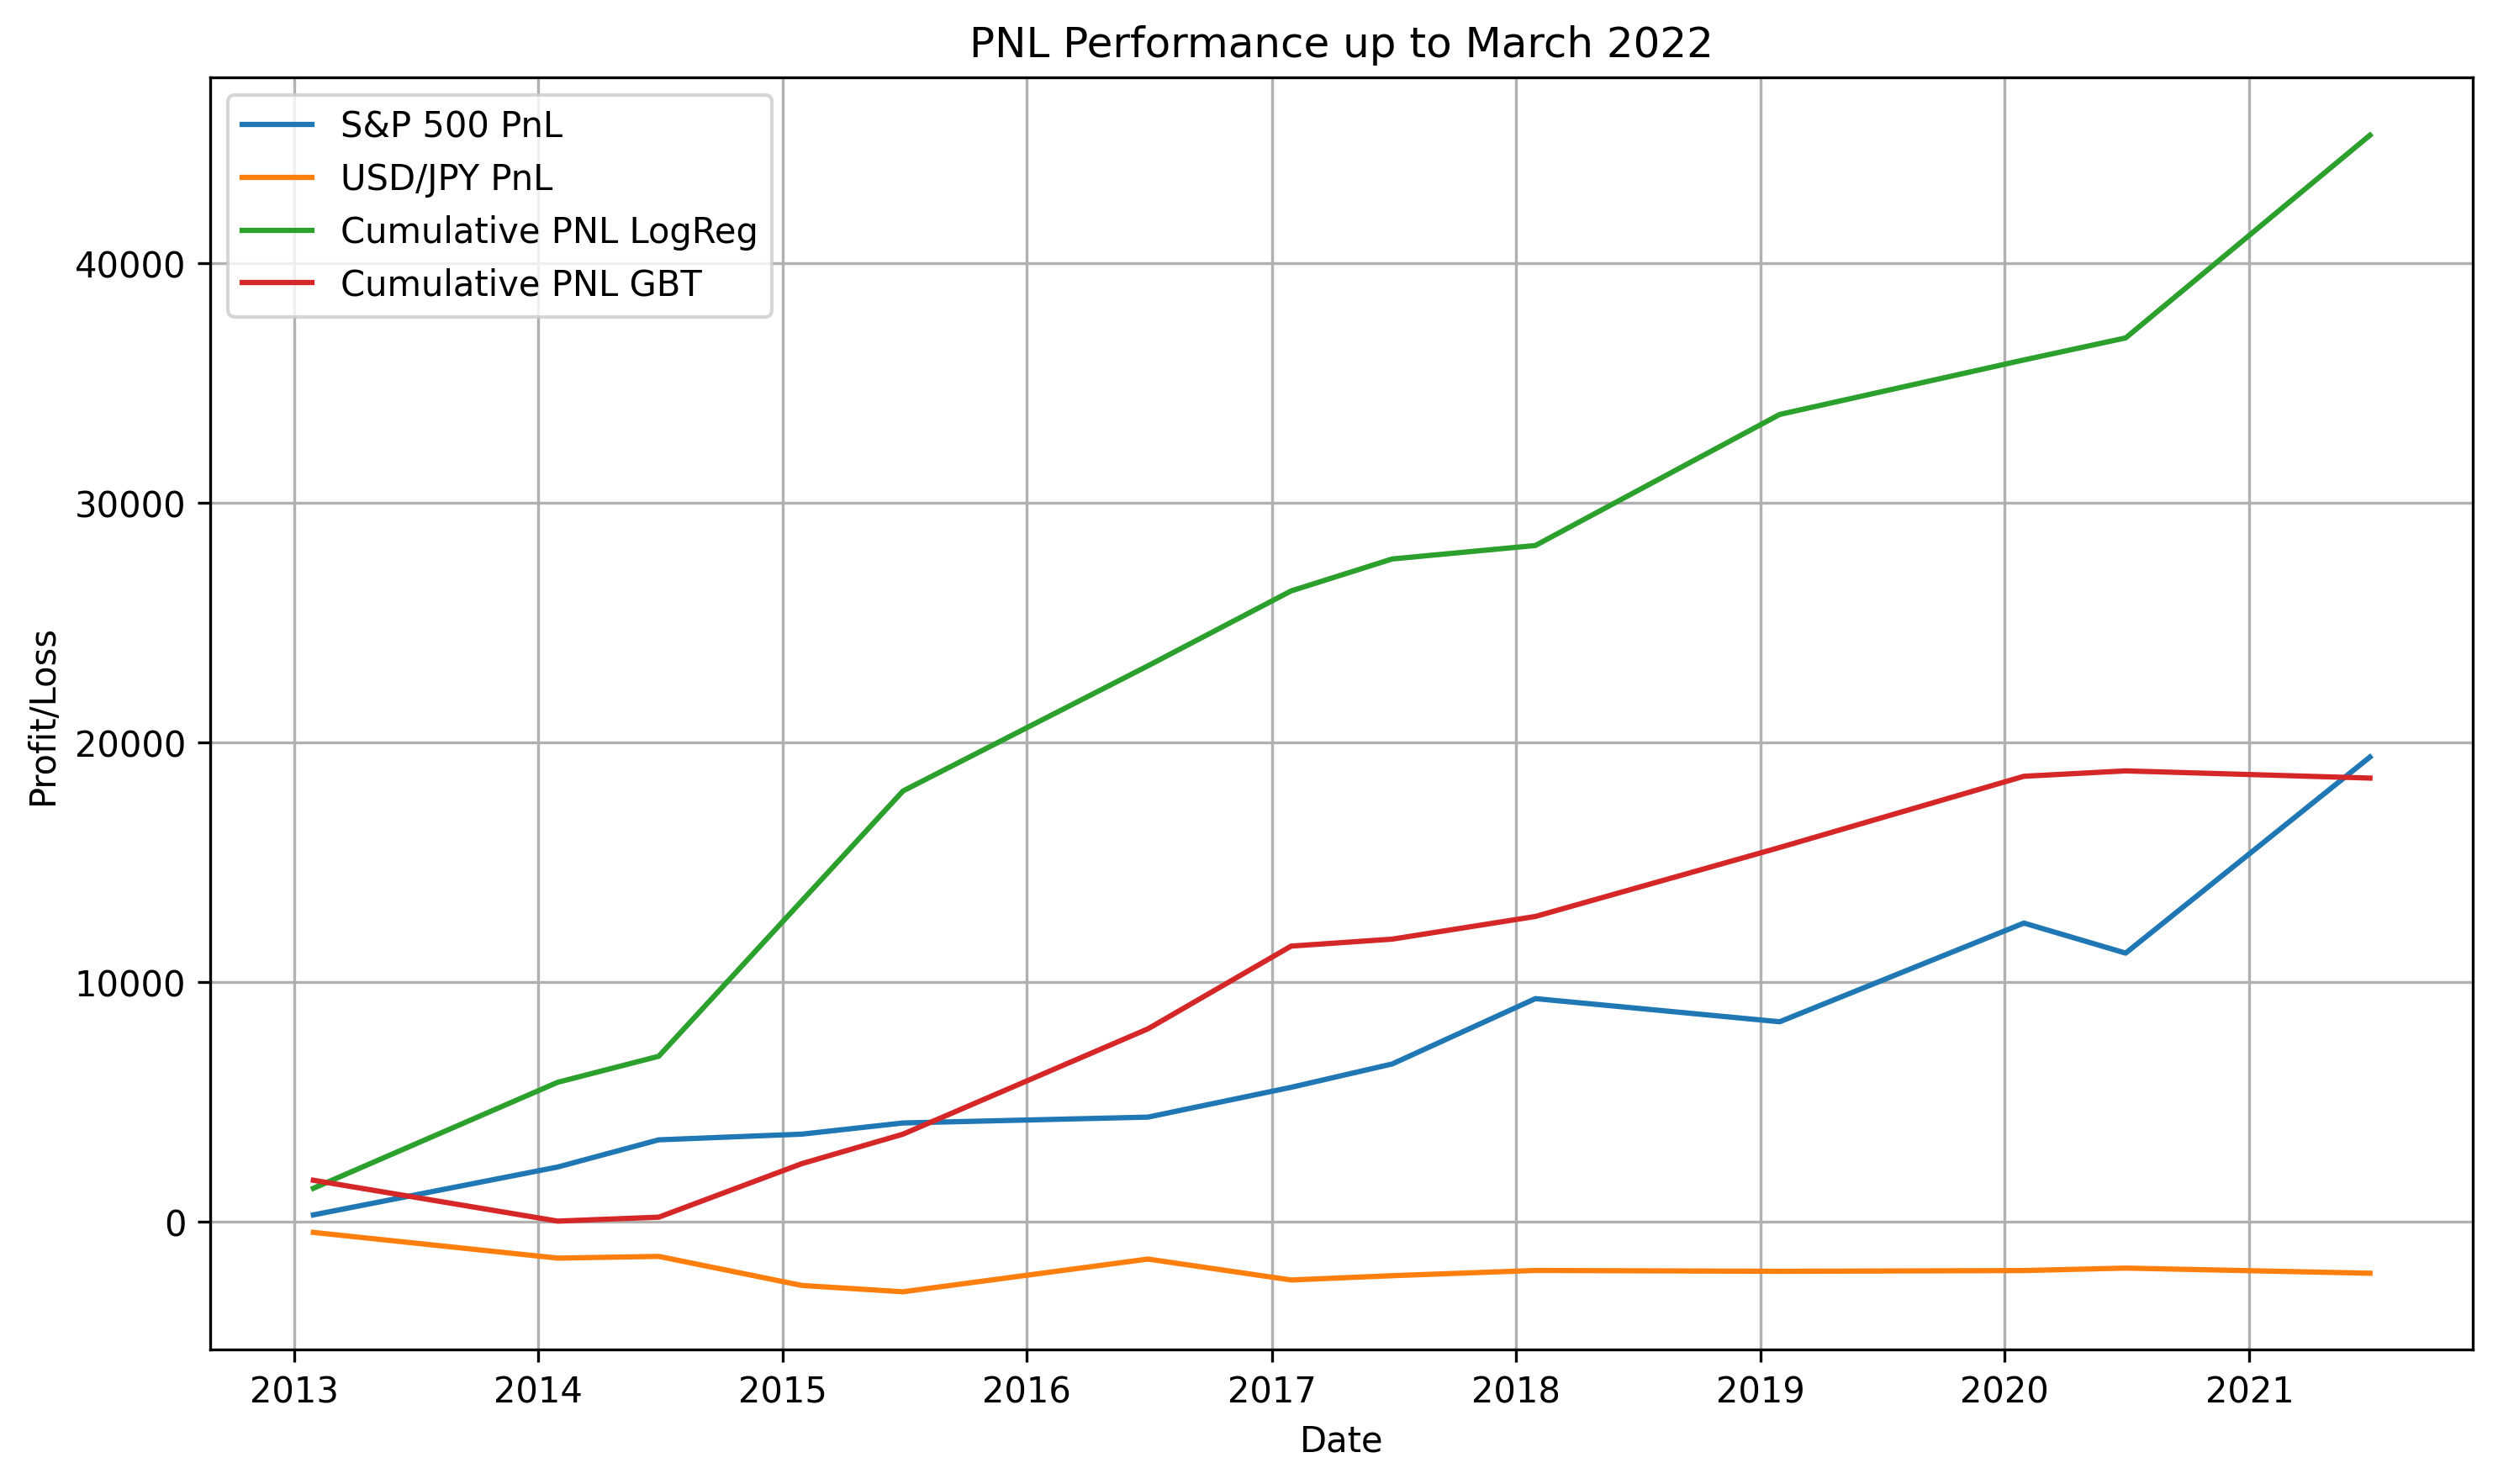 PNL Performance up to March 2022
S&P 500 PnL
USD/JPY PnL
Cumulative PNL LogReg
Cumulative PNL GBT
40000
30000
20000
10000
0
Profit/Loss
2013 2014 2015 2016 2017 2018 2019 2020 2021
Date